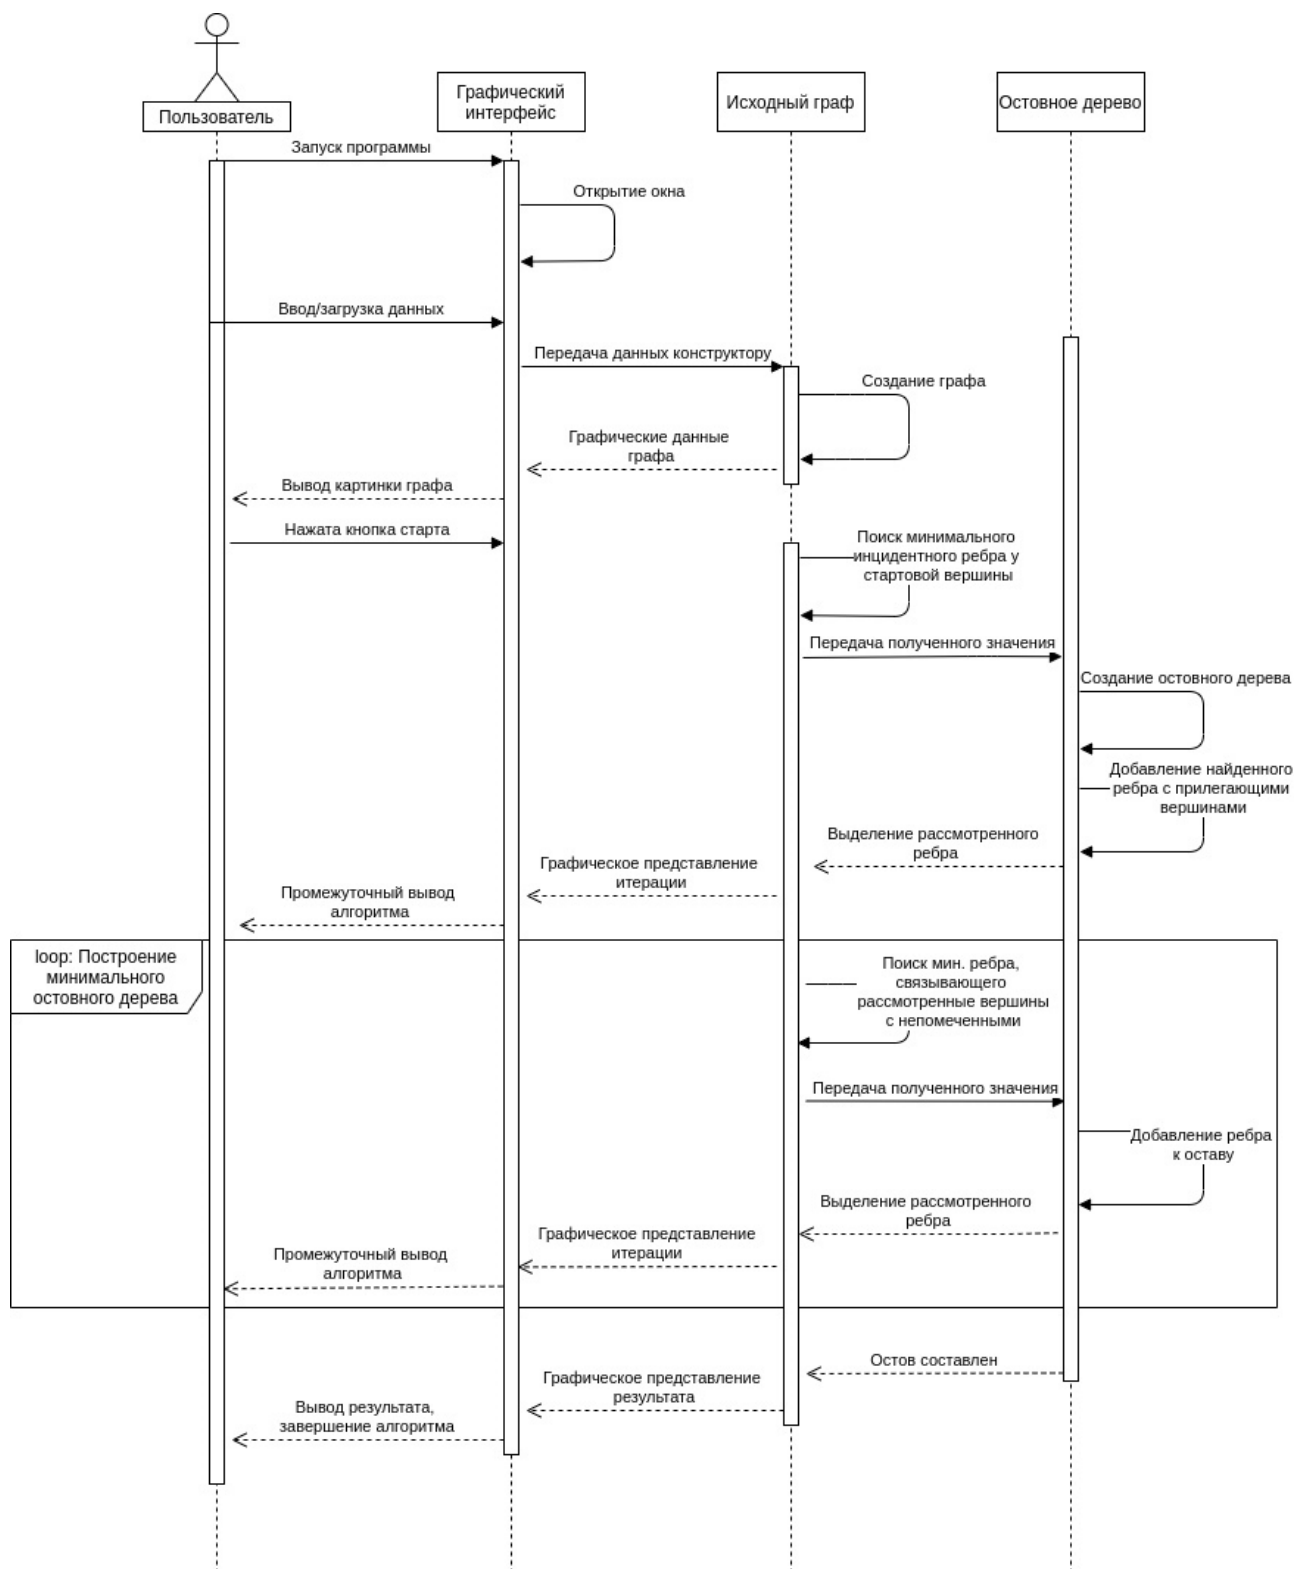 Пользователь
Графический
интерфейс
Исходный граф
Остовное дерево
Запуск программы
Открытие окна
Ввод/загрузка данных
Передача данных конструктору
Создание графа
Графические данные
графа
Вывод картинки графа
Нажата кнопка старта
Поиск минимального
инцидентного ребра у
стартовой вершины
Передача полученного значения
Создание остовного дерева
Добавление найденного
ребра с прилегающими
вершинами
Выделение рассмотренного
ребра
Графическое представление
итерации
Промежуточный вывод
алгоритма
loop: Построение
минимального
остовного дерева
Поиск мин. ребра,
связывающего
рассмотренные вершины
с непомеченными
Передача полученного значения
Добавление ребра
к оставу
Выделение рассмотренного
ребра
Графическое представление
итерации
Промежуточный вывод
алгоритма
Остов составлен
Графическое представление
результата
Вывод результата,
завершение алгоритма